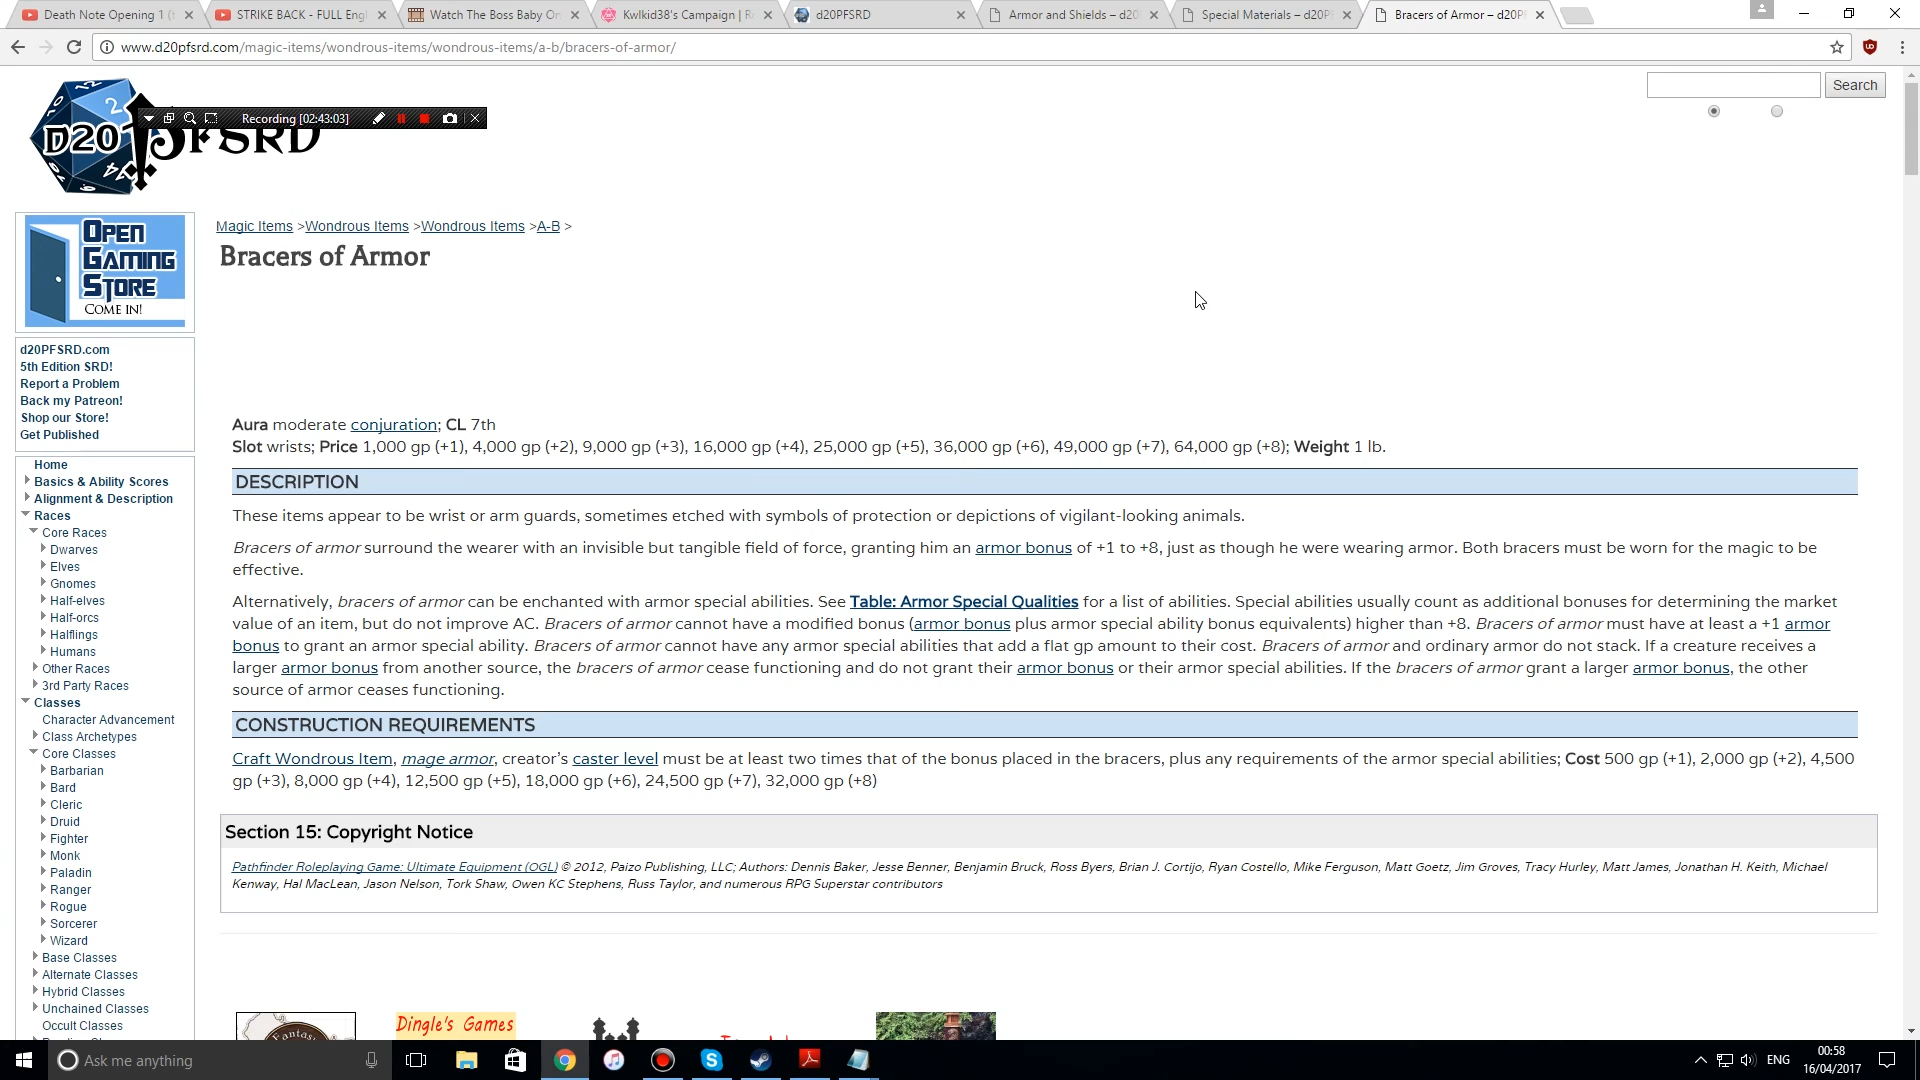 Death Note Opening 1 (
STRIKE BACK - FULL Engl
Watch The Boss Baby On
Kwlkid38's Campaign | R
d20PFSRD
Armor and Shields – d20
Special Materials – d20P
Bracers of Armor – d20P
www.d20pfsrd.com/magic-items/wondrous-items/wondrous-items/a-b/bracers-of-armor/
Search
Recording [02:43:03]
D20PFSRD
OPEN
GAMING
STORE
COME IN!
Magic Items >Wondrous Items >Wondrous Items >A-B >
Bracers of Armor
d20PFSRD.com
5th Edition SRD!
Report a Problem
Back my Patreon!
Shop our Store!
Get Published
Home
Basics & Ability Scores
Alignment & Description
Races
Core Races
Dwarves
Elves
Gnomes
Half-elves
Half-orcs
Halflings
Humans
Other Races
3rd Party Races
Classes
Character Advancement
Class Archetypes
Core Classes
Barbarian
Bard
Cleric
Druid
Fighter
Monk
Paladin
Ranger
Rogue
Sorcerer
Wizard
Base Classes
Alternate Classes
Hybrid Classes
Unchained Classes
Occult Classes
Aura moderate conjuration; CL 7th
Slot wrists; Price 1,000 gp (+1), 4,000 gp (+2), 9,000 gp (+3), 16,000 gp (+4), 25,000 gp (+5), 36,000 gp (+6), 49,000 gp (+7), 64,000 gp (+8); Weight 1 lb.
DESCRIPTION
These items appear to be wrist or arm guards, sometimes etched with symbols of protection or depictions of vigilant-looking animals.
Bracers of armor surround the wearer with an invisible but tangible field of force, granting him an armor bonus of +1 to +8, just as though he were wearing armor. Both bracers must be worn for the magic to be
effective.
Alternatively, bracers of armor can be enchanted with armor special abilities. See Table: Armor Special Qualities for a list of abilities. Special abilities usually count as additional bonuses for determining the market
value of an item, but do not improve AC. Bracers of armor cannot have a modified bonus (armor bonus plus armor special ability bonus equivalents) higher than +8. Bracers of armor must have at least a +1 armor
bonus to grant an armor special ability. Bracers of armor cannot have any armor special abilities that add a flat gp amount to their cost. Bracers of armor and ordinary armor do not stack. If a creature receives a
larger armor bonus from another source, the bracers of armor cease functioning and do not grant their armor bonus or their armor special abilities. If the bracers of armor grant a larger armor bonus, the other
source of armor ceases functioning.
CONSTRUCTION REQUIREMENTS
Craft Wondrous Item, mage armor, creator's caster level must be at least two times that of the bonus placed in the bracers, plus any requirements of the armor special abilities; Cost 500 gp (+1), 2,000 gp (+2), 4,500
gp (+3), 8,000 gp (+4), 12,500 gp (+5), 18,000 gp (+6), 24,500 gp (+7), 32,000 gp (+8)
Section 15: Copyright Notice
Pathfinder Roleplaying Game: Ultimate Equipment (OGL) © 2012, Paizo Publishing, LLC; Authors: Dennis Baker, Jesse Benner, Benjamin Bruck, Ross Byers, Brian J. Cortijo, Ryan Costello, Mike Ferguson, Matt Goetz, Jim Groves, Tracy Hurley, Matt James, Jonathan H. Keith, Michael
Kenway, Hal MacLean, Jason Nelson, Tork Shaw, Owen KC Stephens, Russ Taylor, and numerous RPG Superstar contributors
Dingle's Games
Ask me anything
ENG
00:58
16/04/2017